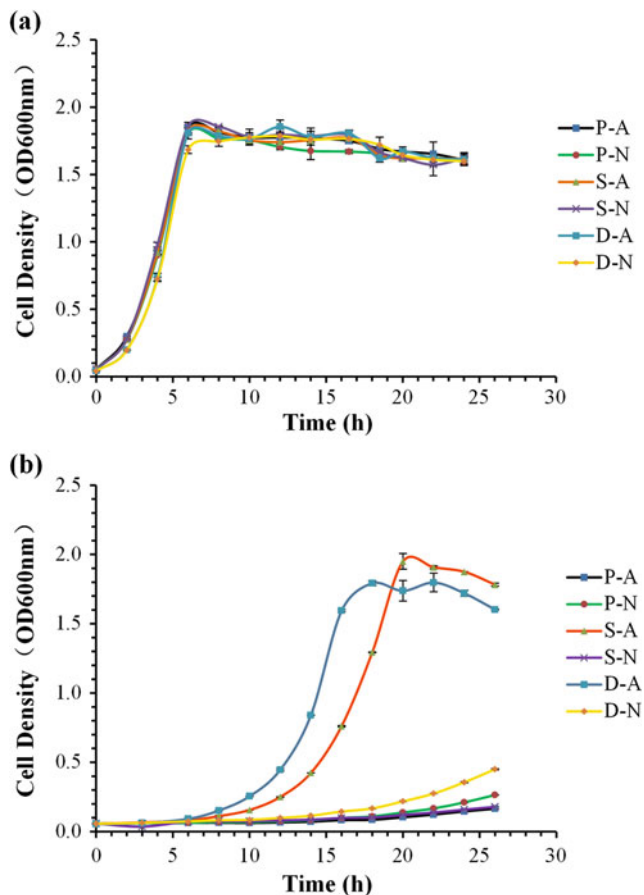 (a)
2.5
2.0
1.5
1.0
0.5
0.0
Cell Density（OD600nm）
0 5 10 15 20 25 30
Time (h)
P-A
P-N
S-A
S-N
D-A
D-N
(b)
2.5
2.0
1.5
1.0
0.5
0.0
Cell Density（OD600nm）
0 5 10 15 20 25 30
Time (h)
P-A
P-N
S-A
S-N
D-A
D-N